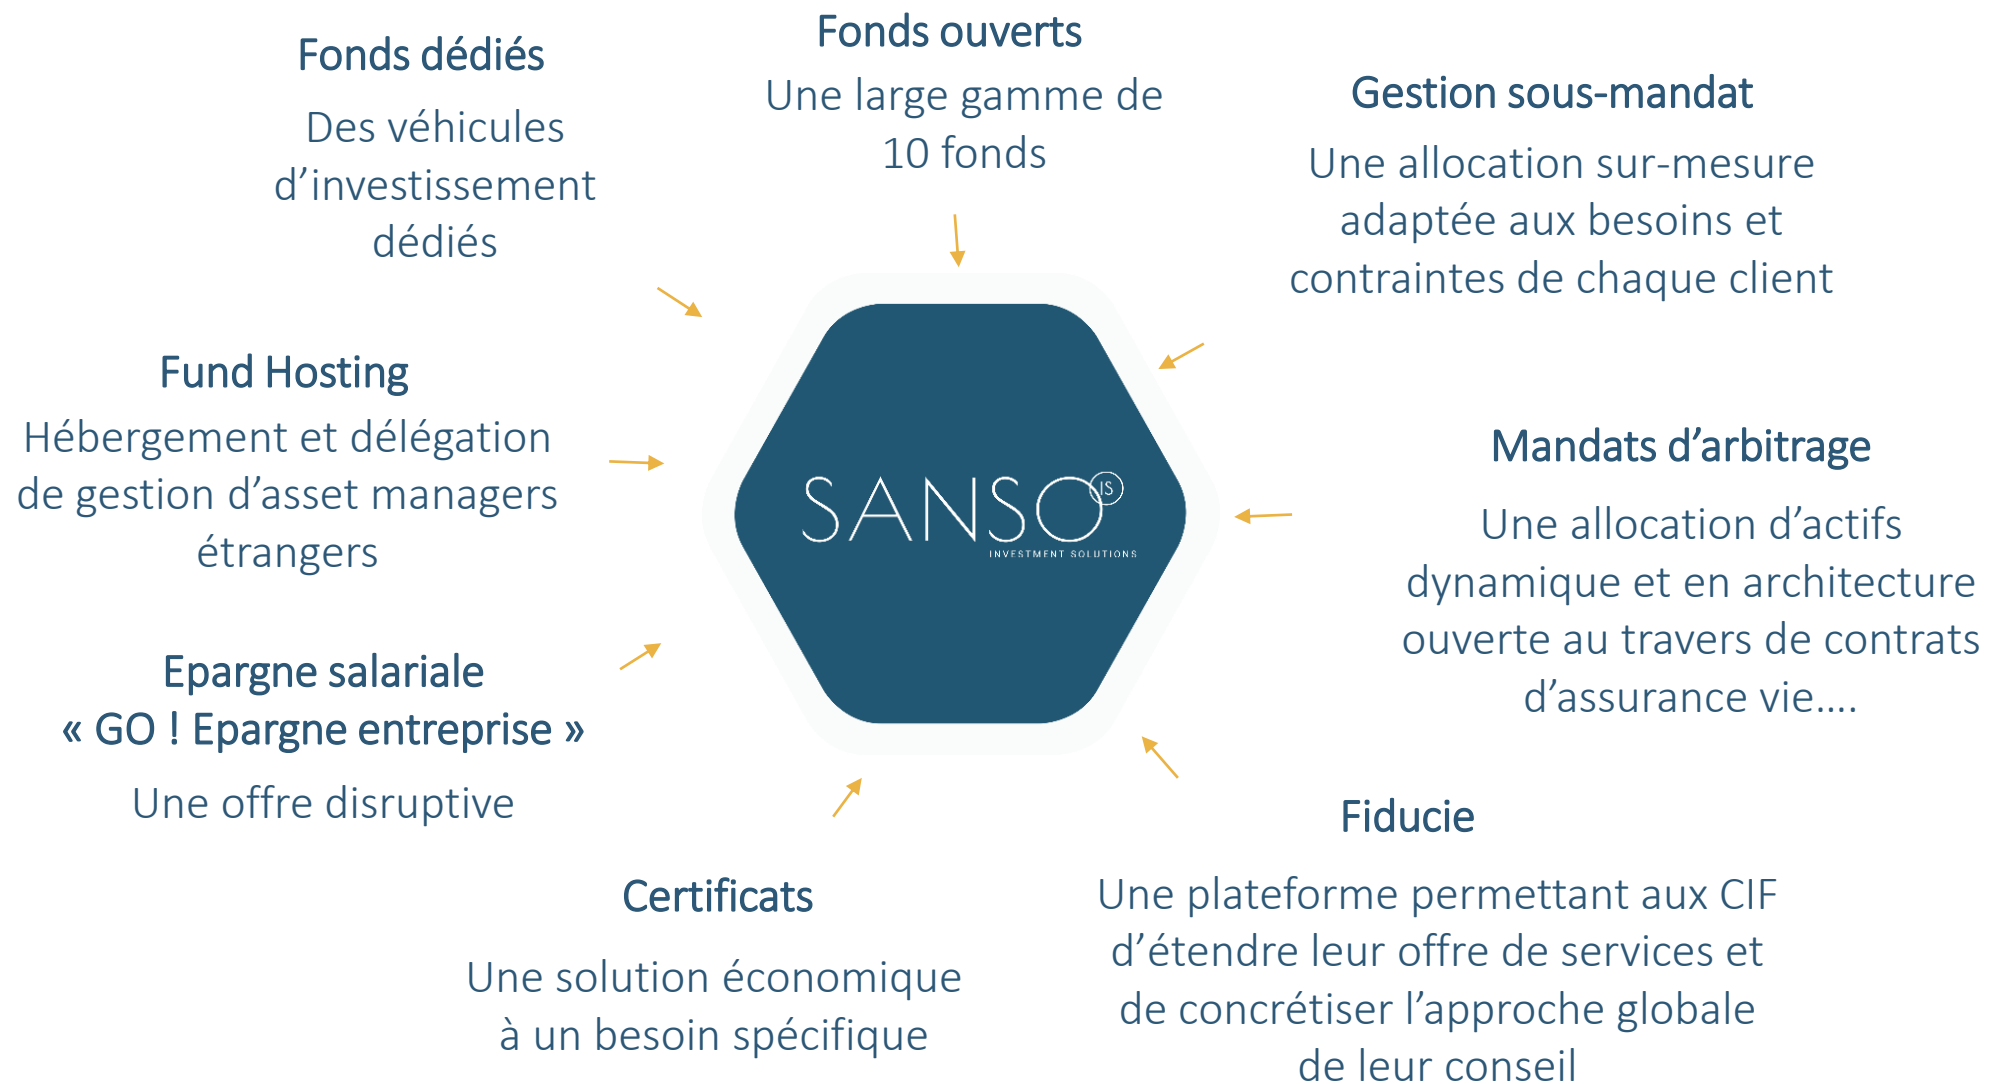 Fonds dédiés
Des véhicules
d’investissement
dédiés
Fonds ouverts
Une large gamme de
10 fonds
Gestion sous-mandat
Une allocation sur-mesure
adaptée aux besoins et
contraintes de chaque client
Fund Hosting
Hébergement et délégation
de gestion d’asset managers
étrangers
SANSO IS
INVESTMENT SOLUTIONS
Mandats d’arbitrage
Une allocation d’actifs
dynamique et en architecture
ouverte au travers de contrats
d’assurance vie....
Epargne salariale
« GO ! Epargne entreprise »
Une offre disruptive
Certificats
Une solution économique
à un besoin spécifique
Fiducie
Une plateforme permettant aux CIF
d’étendre leur offre de services et
de concrétiser l’approche globale
de leur conseil